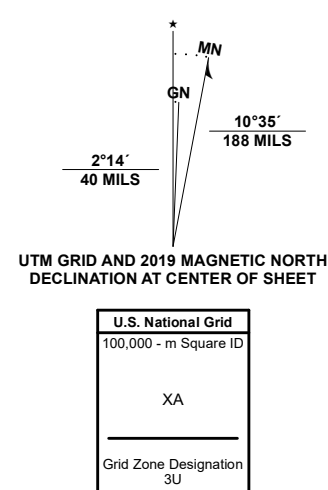 MN
GN
10°35´
188 MILS
2°14´
40 MILS
UTM GRID AND 2019 MAGNETIC NORTH
DECLINATION AT CENTER OF SHEET
U.S. National Grid
100,000 - m Square ID
XA
Grid Zone Designation
3U